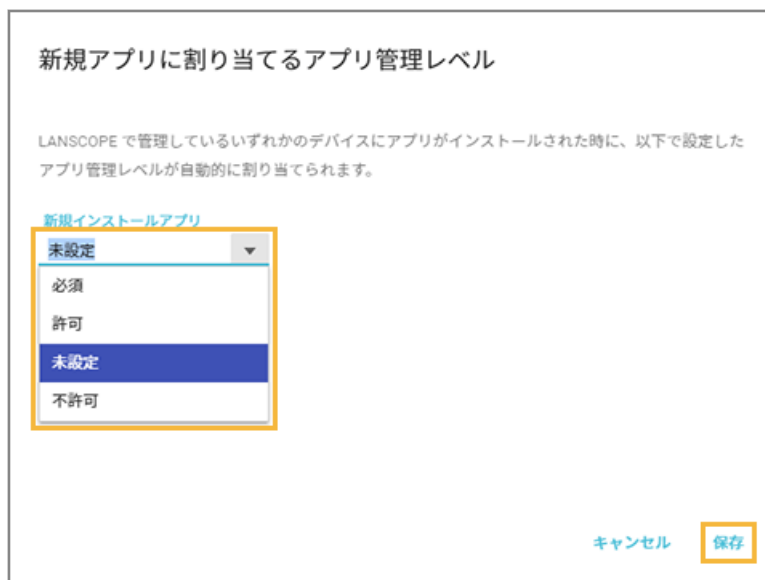 新規アプリに割り当てるアプリ管理レベル
LANSCOPE で管理しているいずれかのデバイスにアプリがインストールされた時に、以下で設定した
アプリ管理レベルが自動的に割り当てられます。
新規インストールアプリ
未設定
必須
許可
未設定
不許可
キャンセル 保存